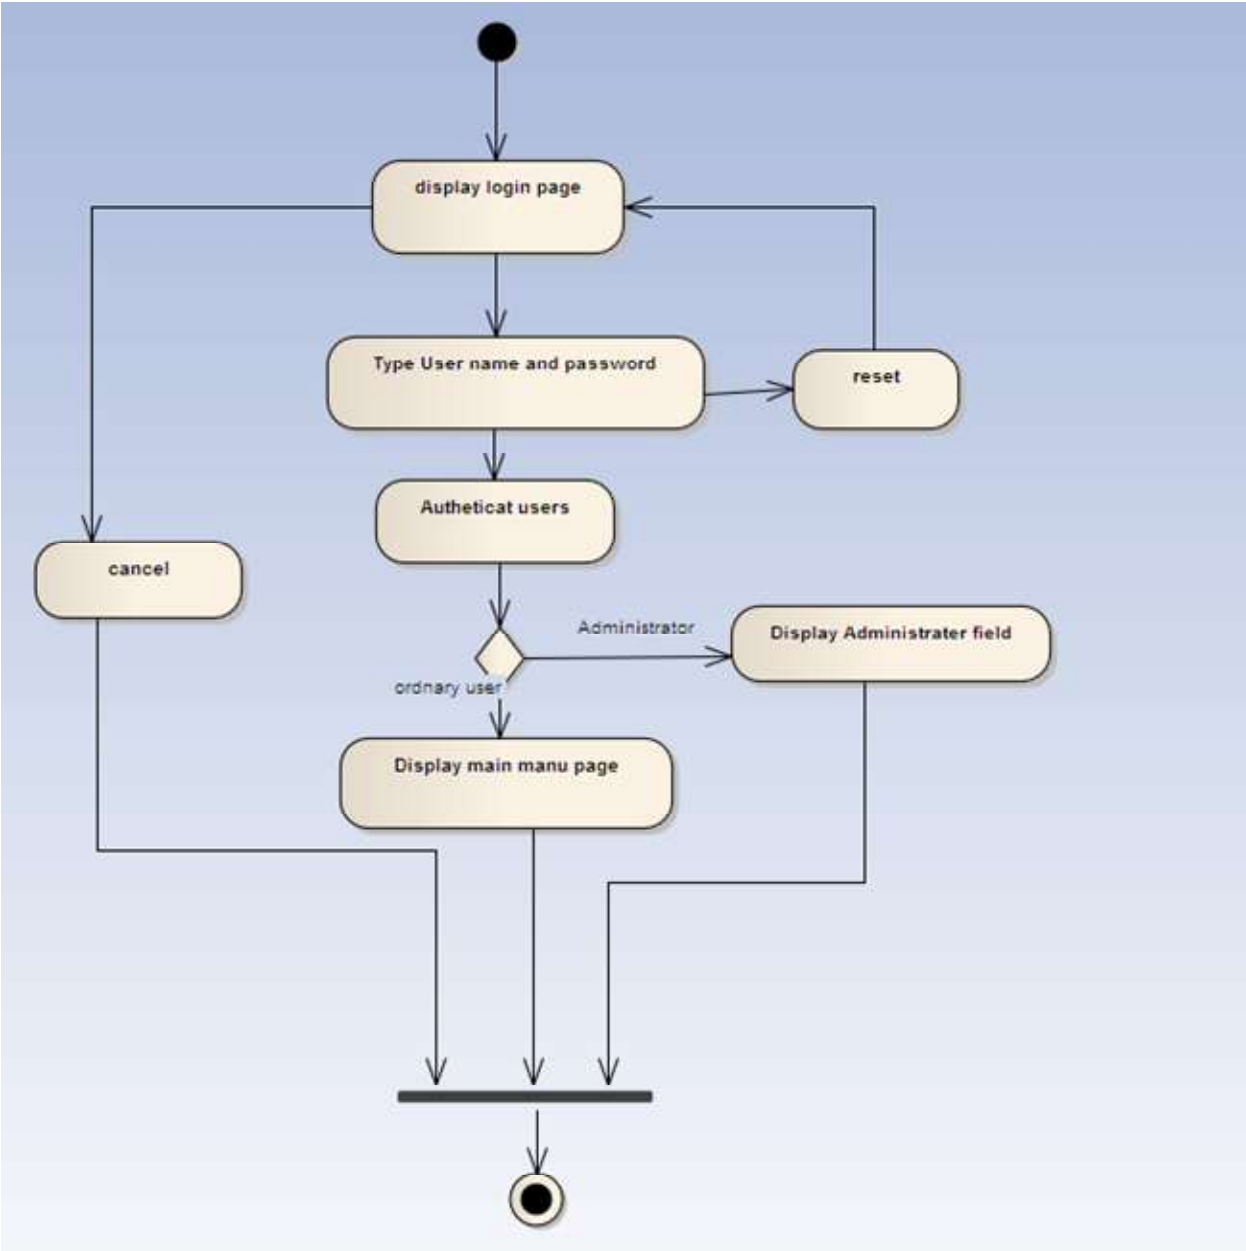 display login page
Type User name and password
reset
Autheticat users
cancel
Administrator
Display Administrater field
ordnary user
Display main manu page